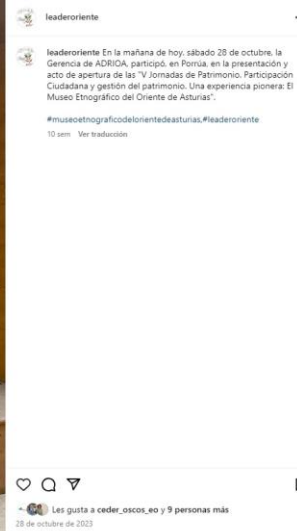 leaderoriente
leaderoriente En la mañana de hoy, sábado 28 de octubre, la
Gerencia de ADRIOA, participó, en Porrúa, en la presentación y
acto de apertura de las "V Jornadas de Patrimonio. Participación
Ciudadana y gestión del patrimonio. Una experiencia pionera: El
Museo Etnográfico del Oriente de Asturias".
#museoetnograficodelorientedeasturias,#leaderoriente
10 sem Ver traducción
Les gusta a ceder_oscos_eo y 9 personas más
28 de octubre de 2023